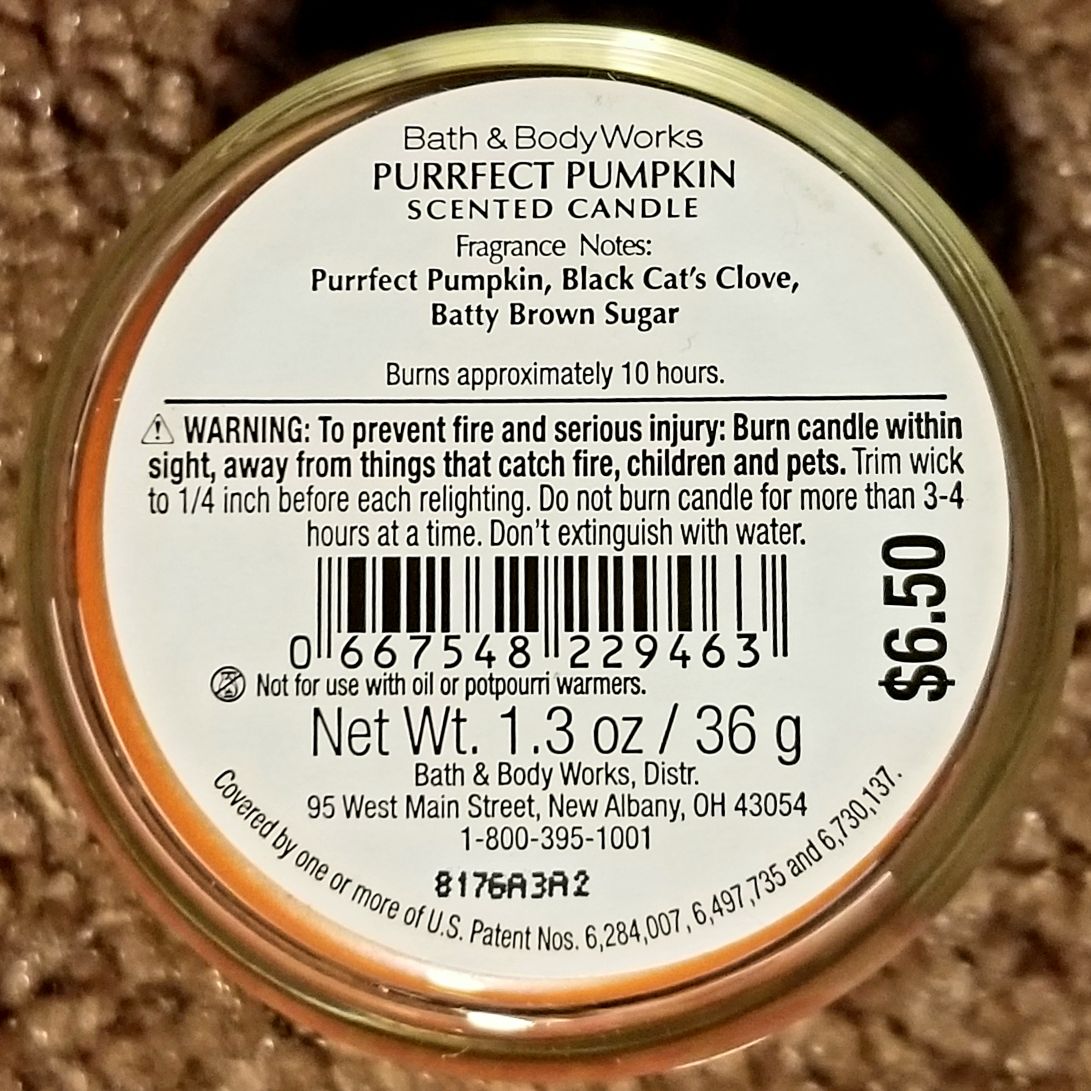 Bath & Body Works
PURRFECT PUMPKIN
SCENTED CANDLE
Fragrance Notes:
Purrfect Pumpkin, Black Cat's Clove,
Batty Brown Sugar
Burns approximately 10 hours.
WARNING: To prevent fire and serious injury: Burn candle within
sight, away from things that catch fire, children and pets. Trim wick
to 1/4 inch before each relighting. Do not burn candle for more than 3-4
hours at a time. Don't extinguish with water.
$6.50
0 667548 229463
Not for use with oil or potpourri warmers.
Net Wt. 1.3 oz / 36 g
Bath & Body Works, Distr.
95 West Main Street, New Albany, OH 43054
1-800-395-1001
8176A3A2
Covered by one or more of U.S. Patent Nos. 6,284,007, 6,497,735 and 6,730,137.